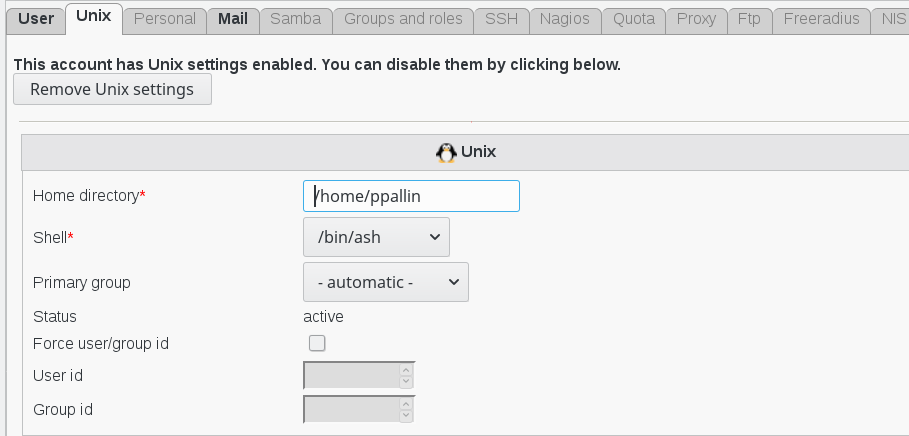 User Unix Personal Mail Samba Groups and roles SSH Nagios Quota Proxy Ftp Freeradius NIS
This account has Unix settings enabled. You can disable them by clicking below.
Remove Unix settings
Unix
Home directory* /home/ppallin
Shell* /bin/ash
Primary group - automatic -
Status active
Force user/group id
User id
Group id